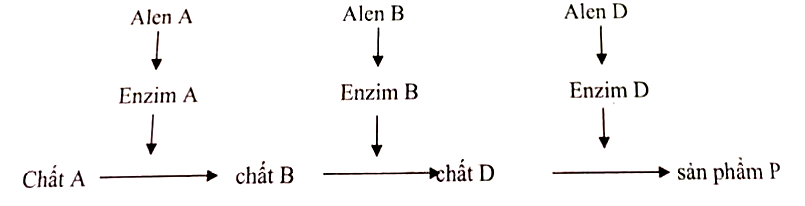 Alen A Alen B Alen D
Enzim A Enzim B Enzim D
Chất A chất B chất D sản phẩm P